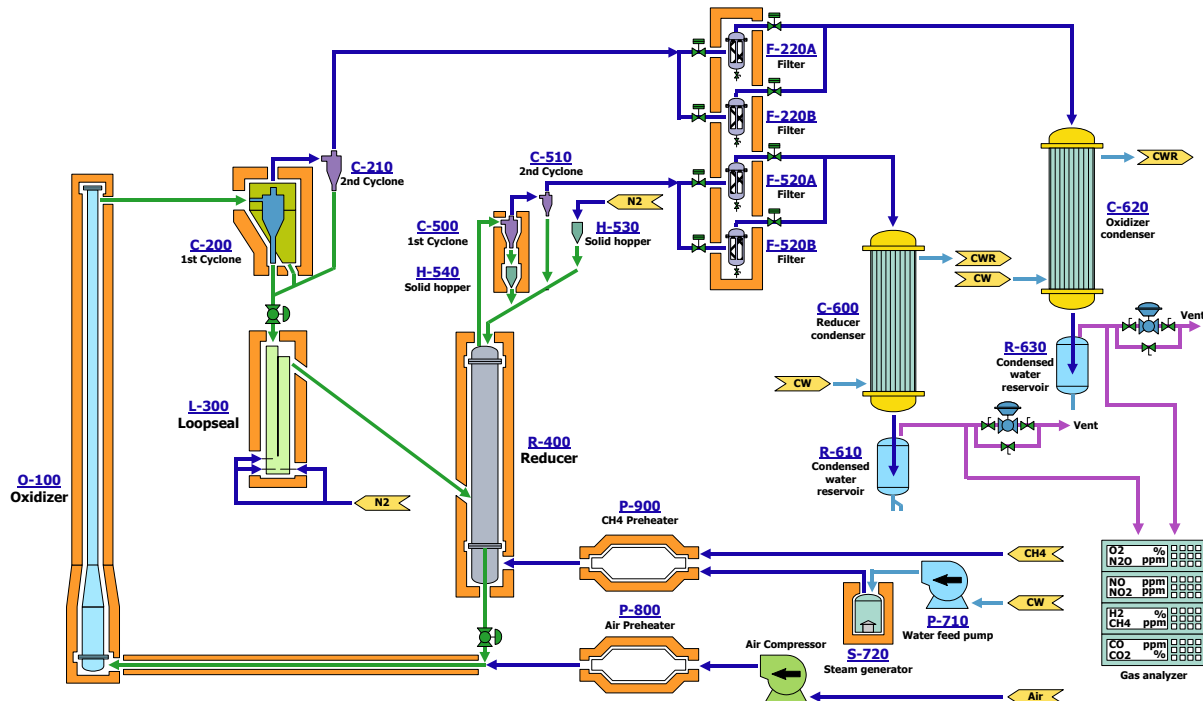 F-220A
Filter
F-220B
Filter
C-210
2nd Cyclone
C-510
2nd Cyclone
F-520A
Filter
CWR
N2
C-620
Oxidizer
condenser
C-500
1st Cyclone
H-530
Solid hopper
F-520B
Filter
C-200
1st Cyclone
H-540
Solid hopper
CWR
CW
C-600
Reducer
condenser
Vent
R-630
Condensed
water
reservoir
CW
L-300
Loopseal
R-400
Reducer
Vent
R-610
Condensed
water
reservoir
O-100
Oxidizer
N2
P-900
CH4 Preheater
CH4
O2 %
N2O ppm
NO ppm
NO2 ppm
H2 %
CH4 ppm
CO ppm
CO2 %
Gas analyzer
CW
P-710
Water feed pump
P-800
Air Preheater
Air Compressor
S-720
Steam generator
Air